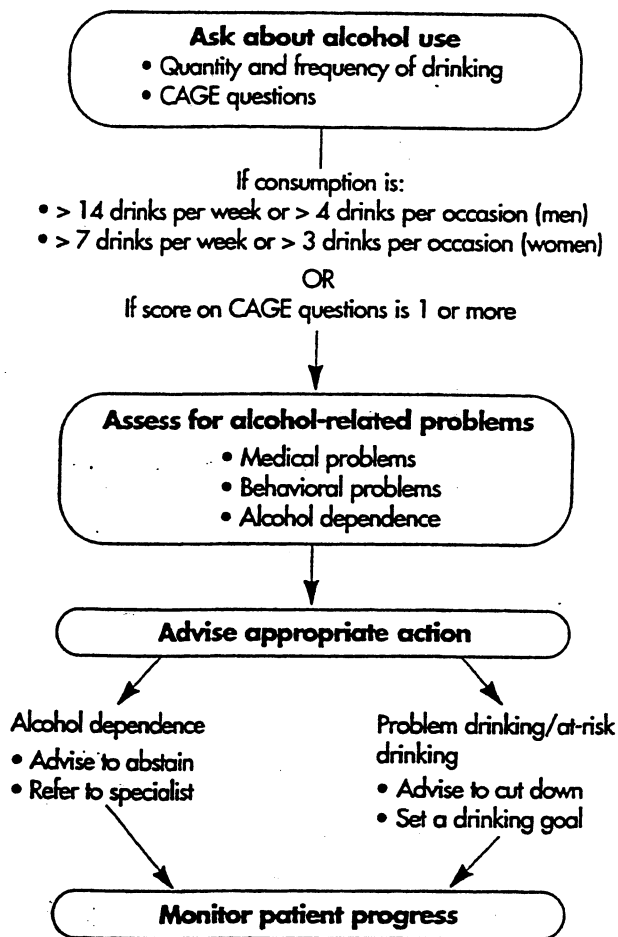 Ask about alcohol use
• Quantity and frequency of drinking
• CAGE questions
If consumption is:
• > 14 drinks per week or > 4 drinks per occasion (men)
• > 7 drinks per week or > 3 drinks per occasion (women)
OR
If score on CAGE questions is 1 or more
Assess for alcohol-related problems
• Medical problems
• Behavioral problems
• Alcohol dependence
Advise appropriate action
Alcohol dependence
• Advise to abstain
• Refer to specialist
Problem drinking/at-risk
drinking
• Advise to cut down
• Set a drinking goal
Monitor patient progress